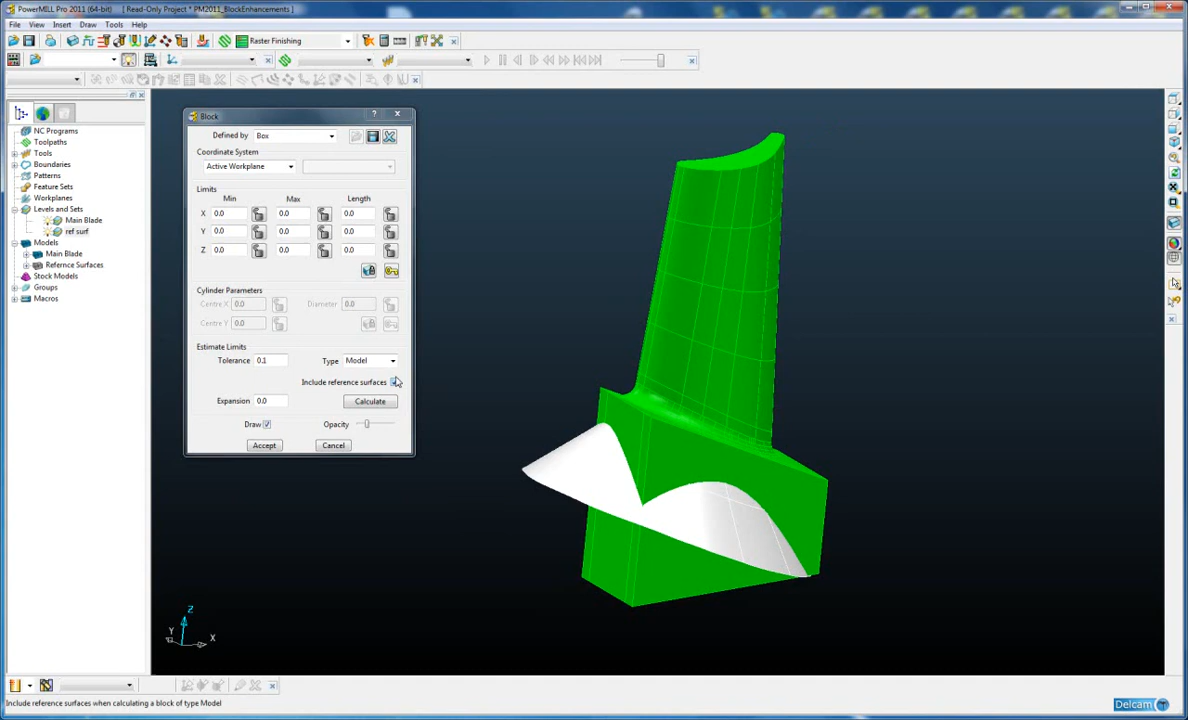 PowerMILL Pro 2011 (64-bit) - [ Read-Only Project * PM2011_BlockEnhancements ]
File View Insert Draw Tools Help
Raster Finishing
Block
Defined by Box
Coordinate System
Active Workplane
Limits
Min Max Length
X 0.0 0.0 0.0
Y 0.0 0.0 0.0
Z 0.0 0.0 0.0
Cylinder Parameters
Centre X 0.0 Diameter 0.0
Centre Y 0.0
Estimate Limits
Tolerance 0.1 Type Model
Include reference surfaces
Expansion 0.0 Calculate
Draw Opacity
Accept Cancel
NC Programs
Toolpaths
Tools
Boundaries
Patterns
Feature Sets
Workplanes
Levels and Sets
Main Blade
ref surf
Models
Main Blade
Refernce Surfaces
Stock Models
Groups
Macros
Z
Y
X
Include reference surfaces when calculating a block of type Model
Delcam